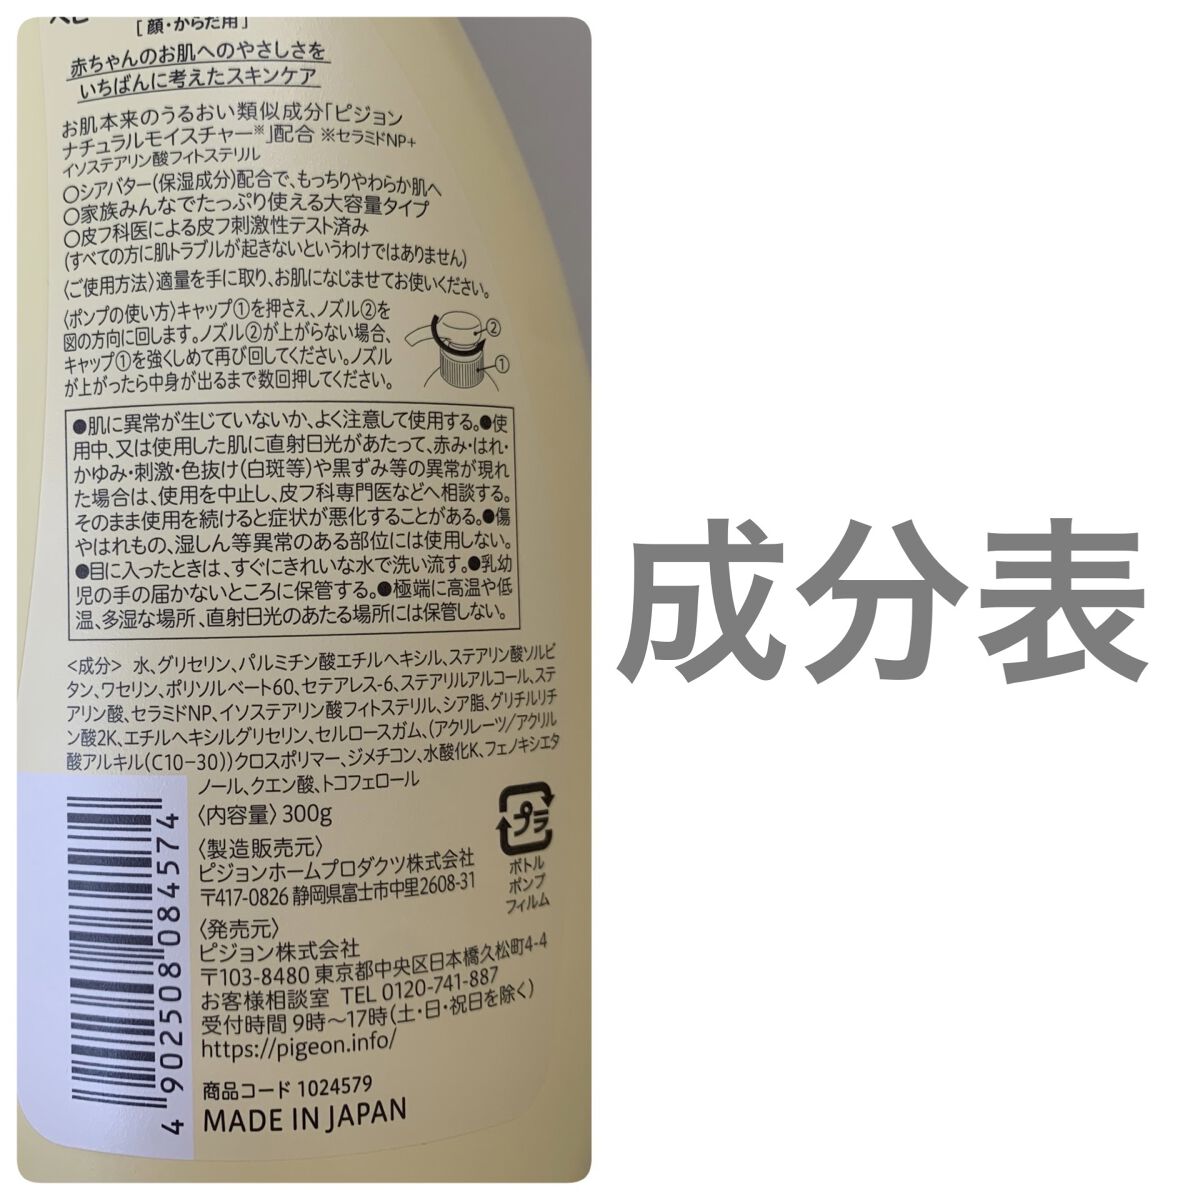 [顔・からだ用]
赤ちゃんのお肌へのやさしさを
いちばんに考えたスキンケア
お肌本来のうるおい類似成分「ピジョン
ナチュラルモイスチャー※」配合 ※セラミドNP+
イソステアリン酸フィトステリル
○シアバター(保湿成分)配合で、もっちりやわらか肌へ
○家族みんなでたっぷり使える大容量タイプ
○皮フ科医による皮フ刺激性テスト済み
(すべての方に肌トラブルが起きないというわけではありません)
〈ご使用方法〉適量を手に取り、お肌になじませてお使いください。
〈ポンプの使い方〉キャップ①を押さえ、ノズル②を
図の方向に回します。ノズル②が上がらない場合、
キャップ①を強くしめて再び回してください。ノズル
が上がったら中身が出るまで数回押してください。
②
①
●肌に異常が生じていないか、よく注意して使用する。●使
用中、又は使用した肌に直射日光があたって、赤み・はれ・
かゆみ・刺激・色抜け(白斑等)や黒ずみ等の異常が現れ
た場合は、使用を中止し、皮フ科専門医などへ相談する。
そのまま使用を続けると症状が悪化することがある。●傷
やはれもの、湿しん等異常のある部位には使用しない。
●目に入ったときは、すぐにきれいな水で洗い流す。●乳幼
児の手の届かないところに保管する。●極端に高温や低
温、多湿な場所、直射日光のあたる場所には保管しない。
<成分> 水、グリセリン、パルミチン酸エチルヘキシル、ステアリン酸ソルビ
タン、ワセリン、ポリソルベート60、セテアレス-6、ステアリルアルコール、ステ
アリン酸、セラミドNP、イソステアリン酸フィトステリル、シア脂、グリチルリチ
ン酸2K、エチルヘキシルグリセリン、セルロースガム、(アクリレーツ/アクリル
酸アルキル(C10-30))クロスポリマー、ジメチコン、水酸化K、フェノキシエタ
ノール、クエン酸、トコフェロール
〈内容量〉300g
〈製造販売元〉
ピジョンホームプロダクツ株式会社
〒417-0826 静岡県富士市中里2608-31
〈発売元〉
ピジョン株式会社
〒103-8480 東京都中央区日本橋久松町4-4
お客様相談室 TEL 0120-741-887
受付時間 9時～17時(土・日・祝日を除く)
https://pigeon.info/
商品コード 1024579
MADE IN JAPAN
プラ
ボトル
ポンプ
フィルム
4 902508 084574
成分表